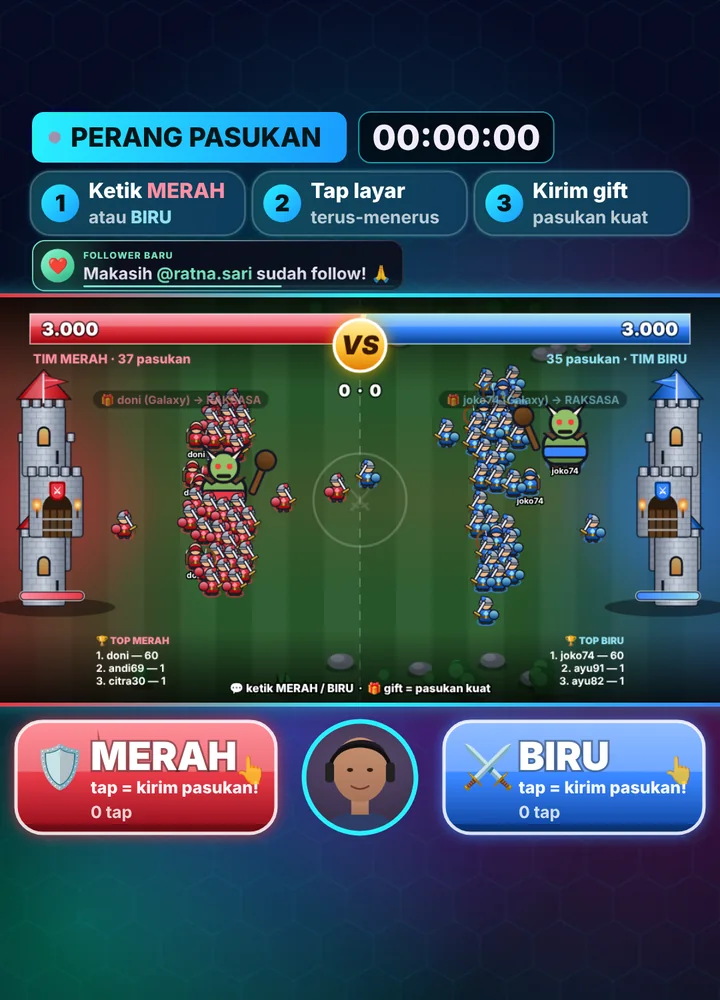 PERANG PASUKAN
00:00:00
1
Ketik MERAH
atau BIRU
2
Tap layar
terus-menerus
3
Kirim gift
pasukan kuat
FOLLOWER BARU
Makasih @ratna.sari sudah follow! 🙏
3.000
VS
3.000
TIM MERAH · 37 pasukan
35 pasukan · TIM BIRU
0 · 0
🎁 doni (Galaxy) → RAKSASA
🎁 joko74 (Galaxy) → RAKSASA
doni
joko74
joko74
🏆 TOP MERAH
1. doni — 60
2. andi69 — 1
3. citra30 — 1
🏆 TOP BIRU
1. joko74 — 60
2. ayu91 — 1
3. ayu82 — 1
💬 ketik MERAH / BIRU · 🎁 gift = pasukan kuat
MERAH
tap = kirim pasukan!
0 tap
BIRU
tap = kirim pasukan!
0 tap